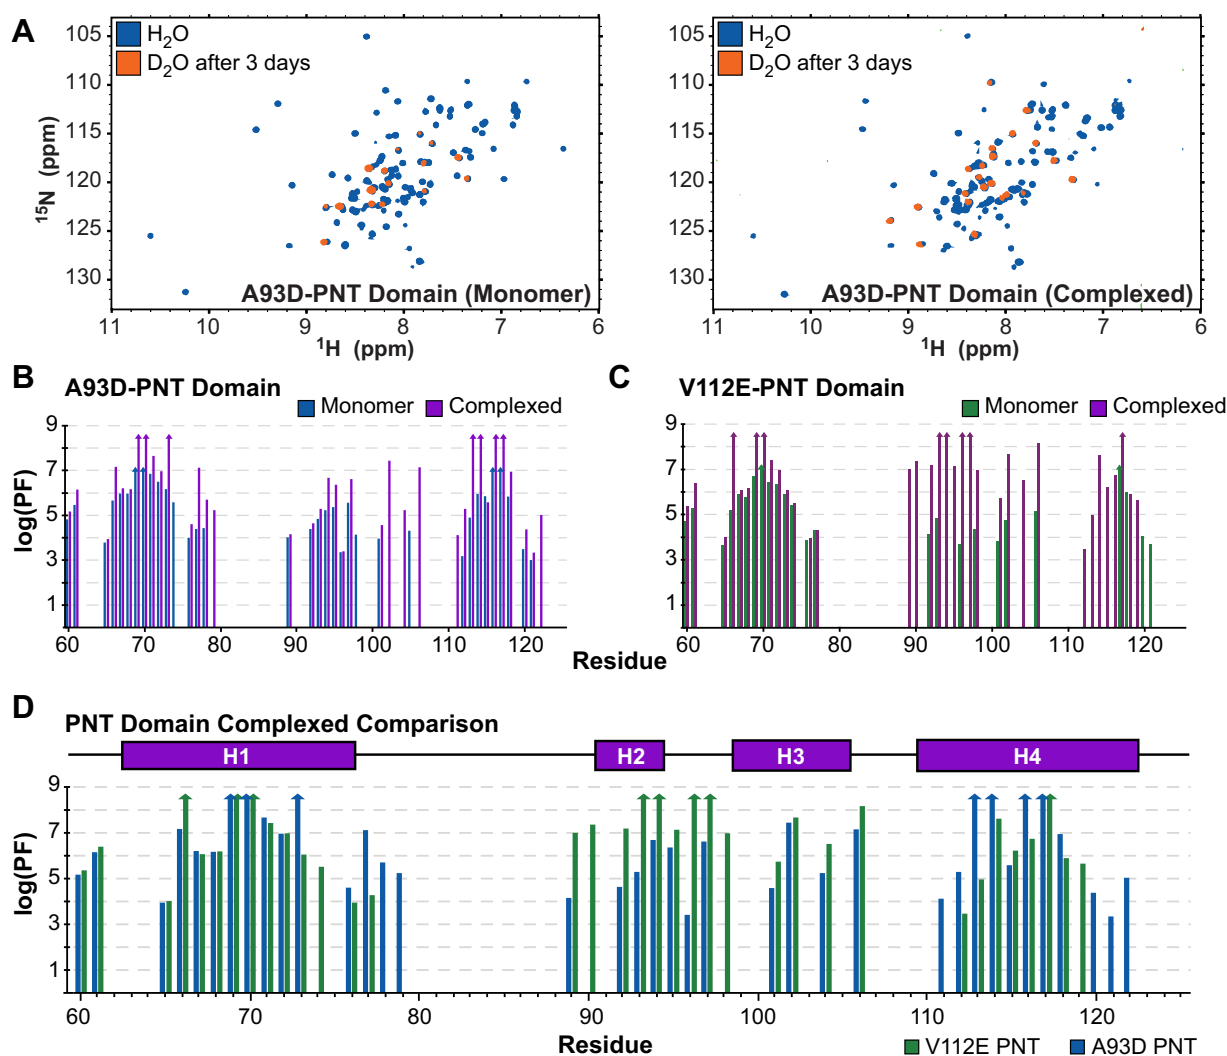 A
H2O
D2O after 3 days
105
110
115
120
125
130
15N (ppm)
A93D-PNT Domain (Monomer)
11 10 9 8 7 6
1H (ppm)
H2O
D2O after 3 days
105
110
115
120
125
130
A93D-PNT Domain (Complexed)
11 10 9 8 7 6
1H (ppm)
B
A93D-PNT Domain
Monomer Complexed
9
7
5
3
1
log(PF)
60 70 80 90 100 110 120
C
V112E-PNT Domain
Monomer Complexed
9
7
5
3
1
60 70 80 90 100 110 120
Residue
D
PNT Domain Complexed Comparison
H1 H2 H3 H4
9
7
5
3
1
log(PF)
60 70 80 90 100 110 120
Residue
V112E PNT A93D PNT